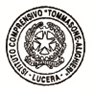 ISTITUTO COMPRENSIVO "TOMMASONE-ALIGHIERI"
- LUCERA -